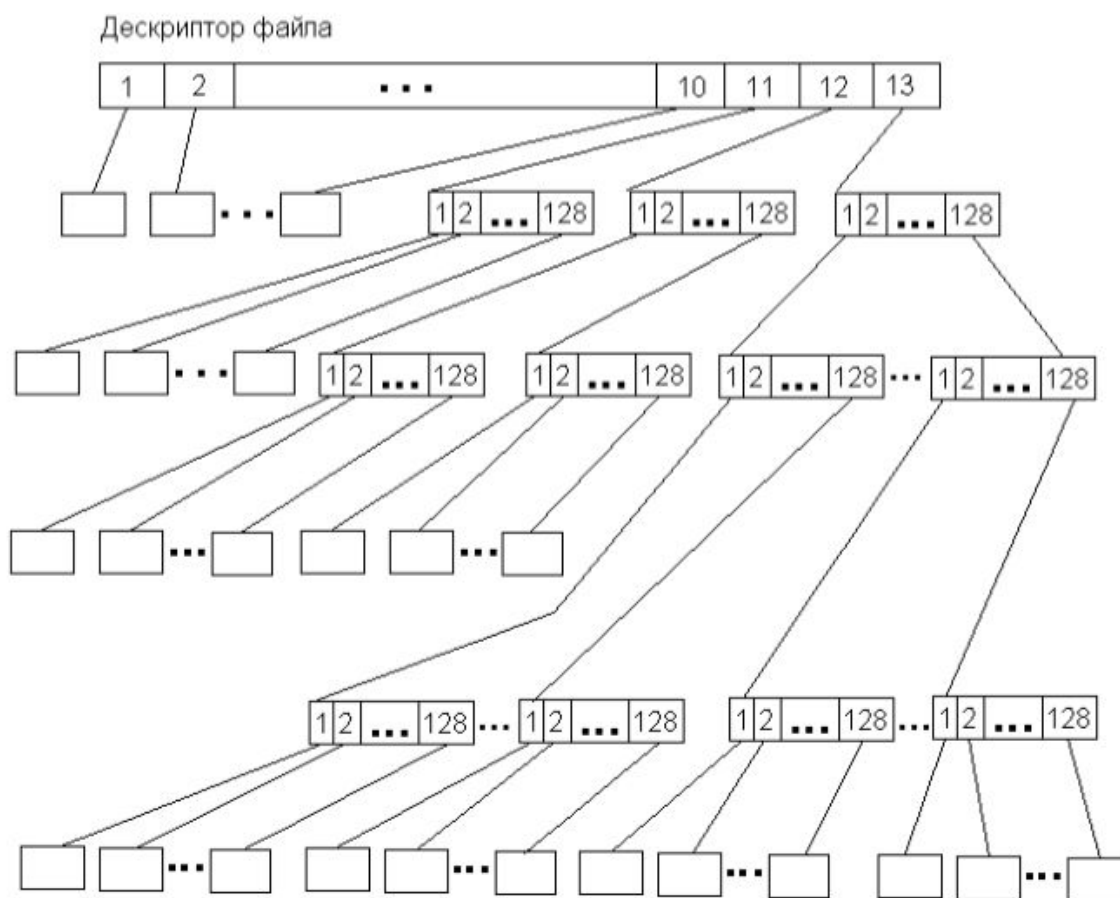 Дескриптор файла
1 2 ... 10 11 12 13
1 2 ... 128 1 2 ... 128 1 2 ... 128
1 2 ... 128 1 2 ... 128 1 2 ... 128 ... 1 2 ... 128
1 2 ... 128 ... 1 2 ... 128 1 2 ... 128 ... 1 2 ... 128